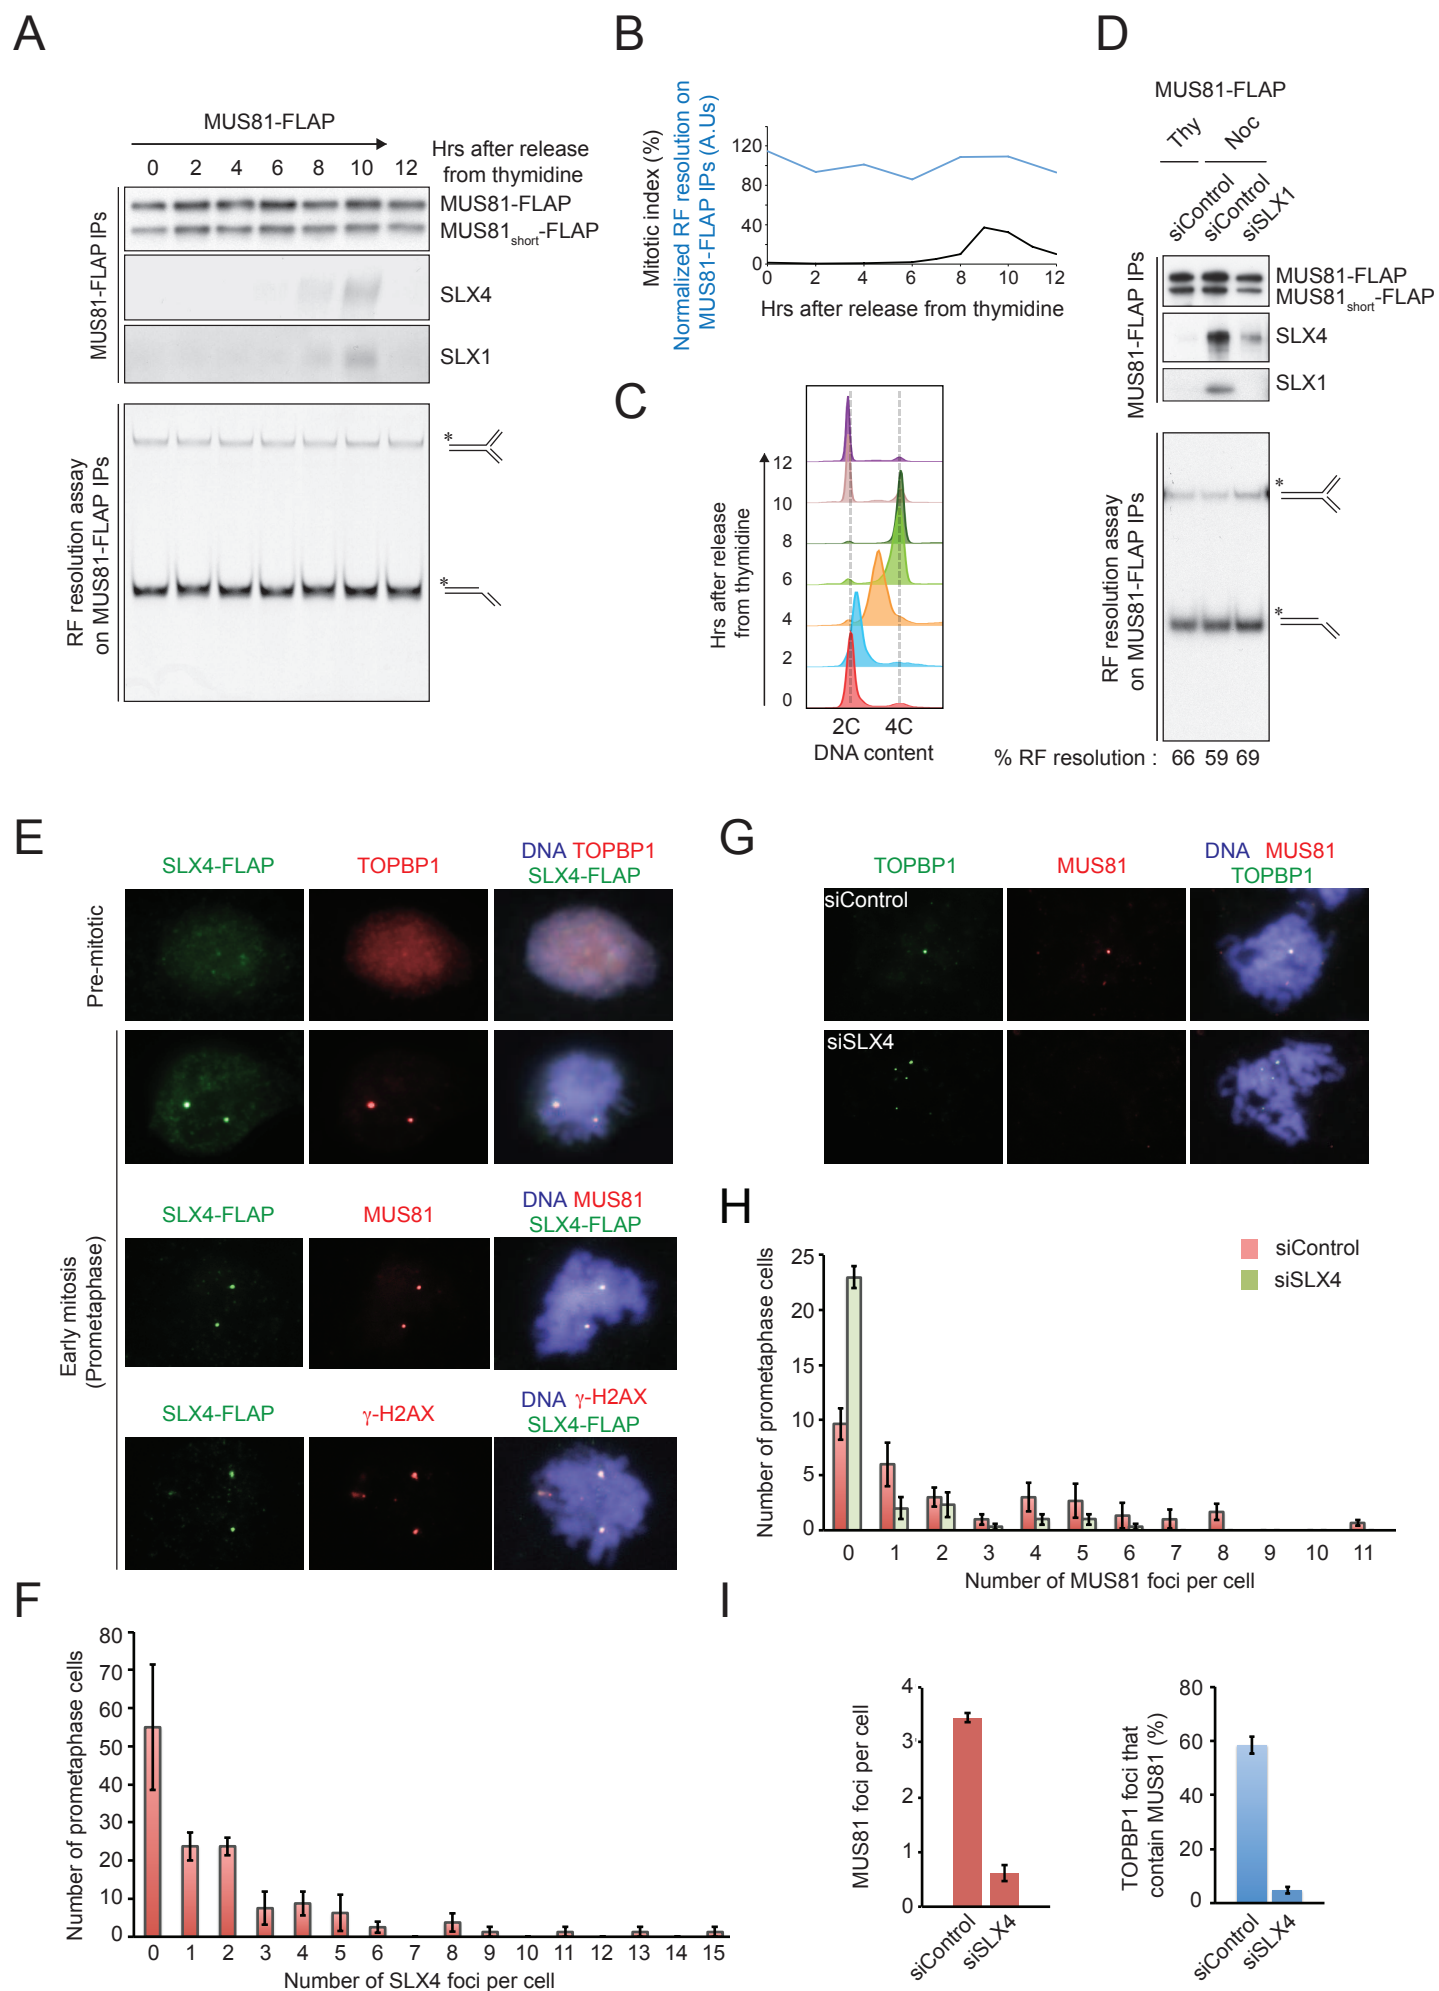 A
MUS81-FLAP
0 2 4 6 8 10 12
Hrs after release
from thymidine
MUS81-FLAP IPs
MUS81-FLAP
MUS81short-FLAP
SLX4
SLX1
RF resolution assay
on MUS81-FLAP IPs
*
*
B
Mitotic index (%)
Normalized RF resolution on
MUS81-FLAP IPs (A.Us)
120
80
40
0
0 2 4 6 8 10 12
Hrs after release from thymidine
C
Hrs after release
from thymidine
12
10
8
6
4
2
0
2C 4C
DNA content
D
MUS81-FLAP
Thy Noc
siControl siControl siSLX1
MUS81-FLAP IPs
MUS81-FLAP
MUS81short-FLAP
SLX4
SLX1
RF resolution assay
on MUS81-FLAP IPs
*
*
% RF resolution : 66 59 69
E
SLX4-FLAP TOPBP1 DNA TOPBP1
SLX4-FLAP
Pre-mitotic
Early mitosis
(Prometaphase)
SLX4-FLAP MUS81 DNA MUS81
SLX4-FLAP
SLX4-FLAP γ-H2AX DNA γ-H2AX
SLX4-FLAP
F
Number of prometaphase cells
80
70
60
50
40
30
20
10
0
0 1 2 3 4 5 6 7 8 9 10 11 12 13 14 15
Number of SLX4 foci per cell
G
TOPBP1 MUS81 DNA MUS81
TOPBP1
siControl
siSLX4
H
Number of prometaphase cells
25
20
15
10
5
0
siControl
siSLX4
0 1 2 3 4 5 6 7 8 9 10 11
Number of MUS81 foci per cell
I
MUS81 foci per cell
4
3
2
1
0
siControl siSLX4
TOPBP1 foci that
contain MUS81 (%)
80
60
40
20
0
siControl siSLX4